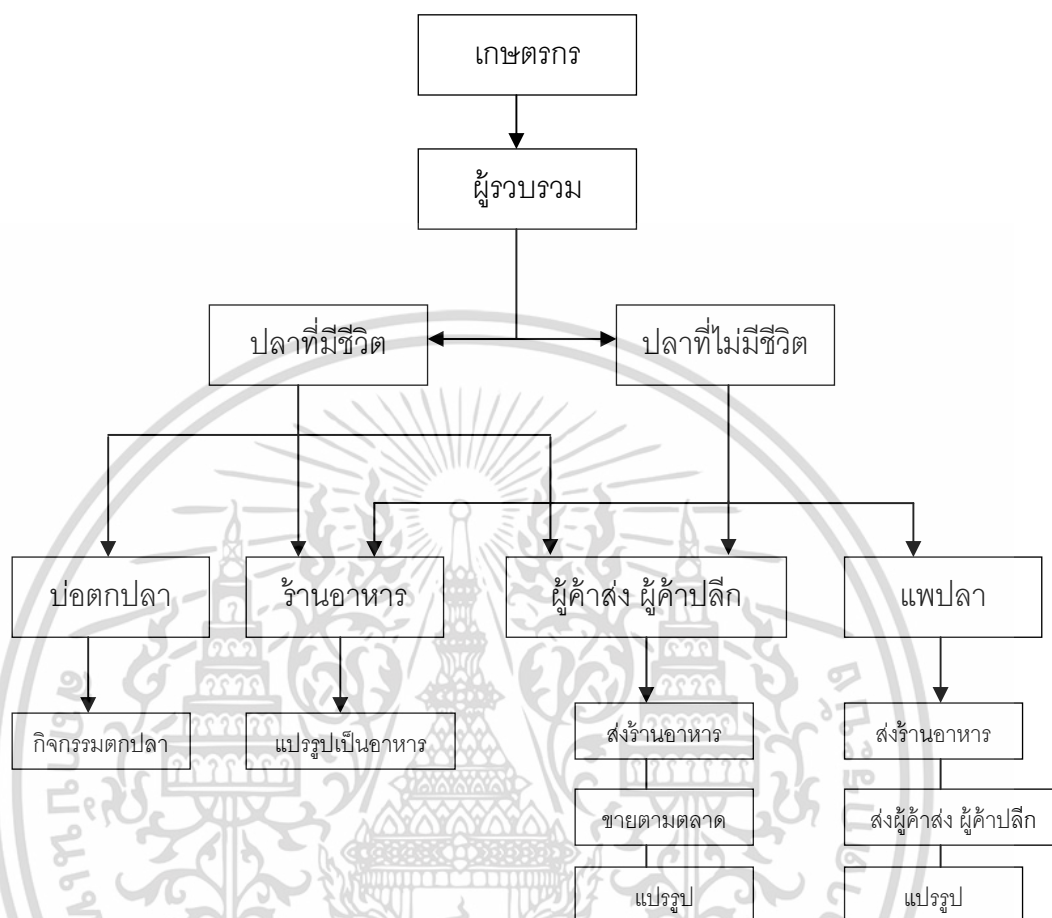 เกษตรกร
ผู้รวบรวม
ปลาที่มีชีวิต
ปลาที่ไม่มีชีวิต
บ่อตกปลา
ร้านอาหาร
ผู้ค้าส่ง ผู้ค้าปลีก
แพปลา
กิจกรรมตกปลา
แปรรูปเป็นอาหาร
ส่งร้านอาหาร
ส่งร้านอาหาร
ขายตามตลาด
ส่งผู้ค้าส่ง ผู้ค้าปลีก
แปรรูป
แปรรูป